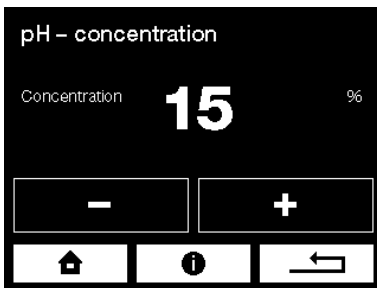 pH – concentration
Concentration 15 %
– +
i